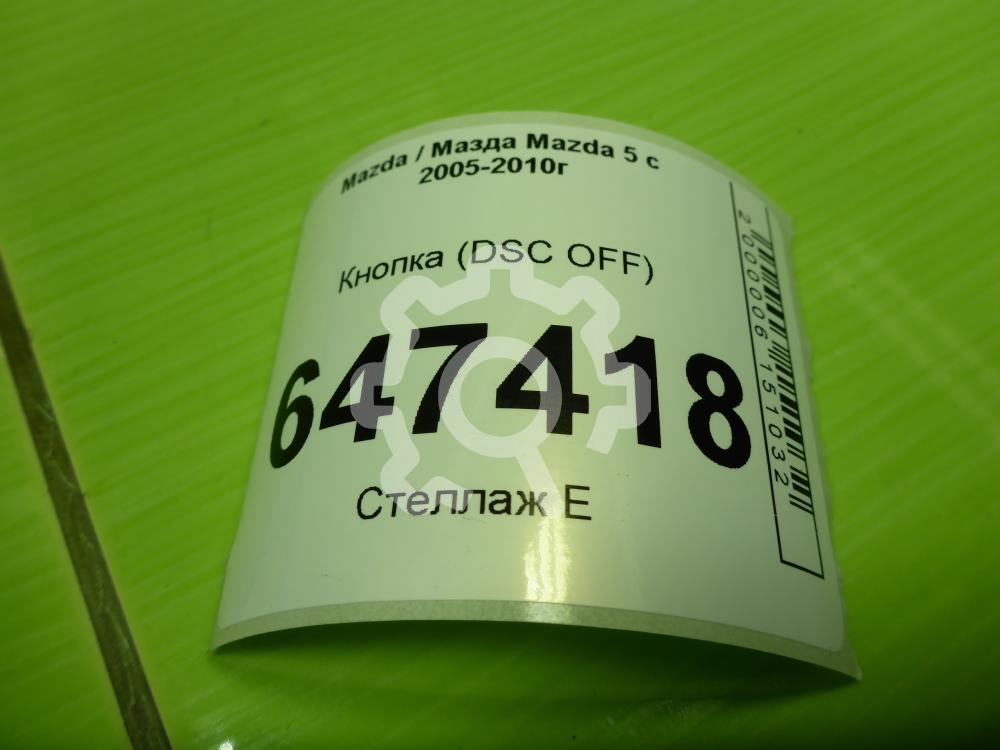 Mazda / Мазда Mazda 5 с
2005-2010г
Кнопка (DSC OFF)
647418
Стеллаж Е
2000006151032